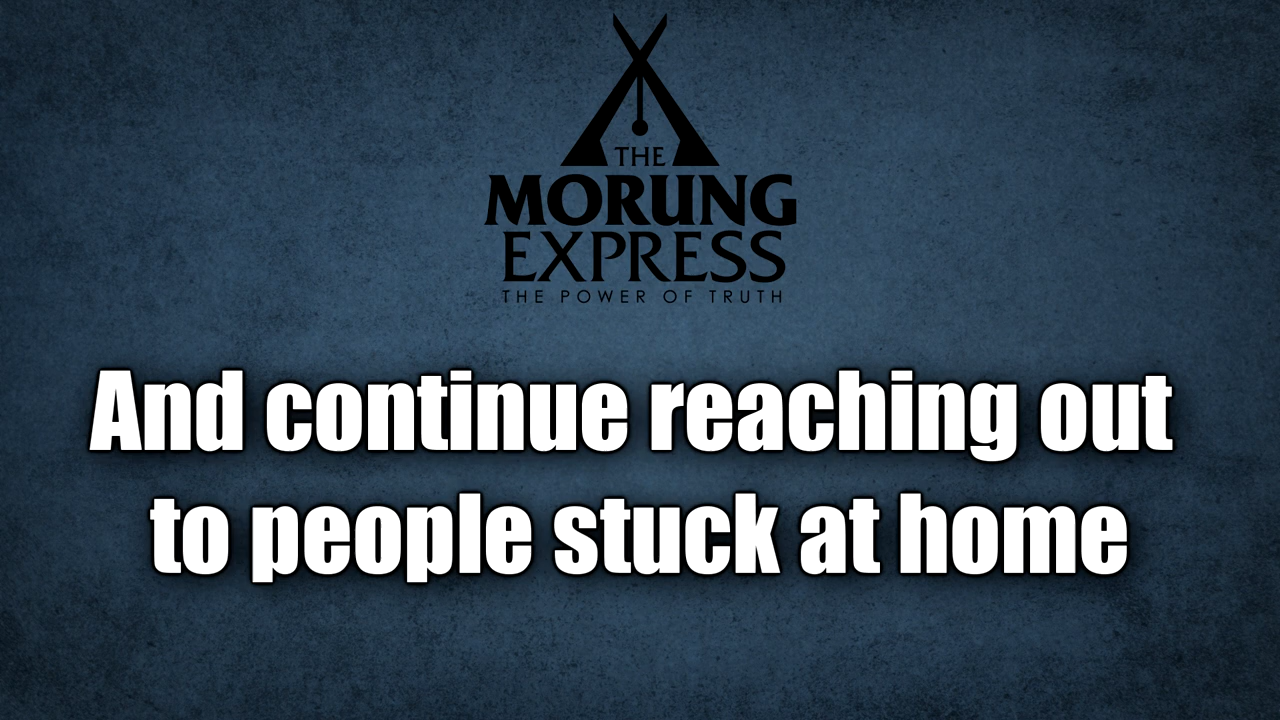 THE
MORUNG
EXPRESS
THE POWER OF TRUTH
And continue reaching out
to people stuck at home